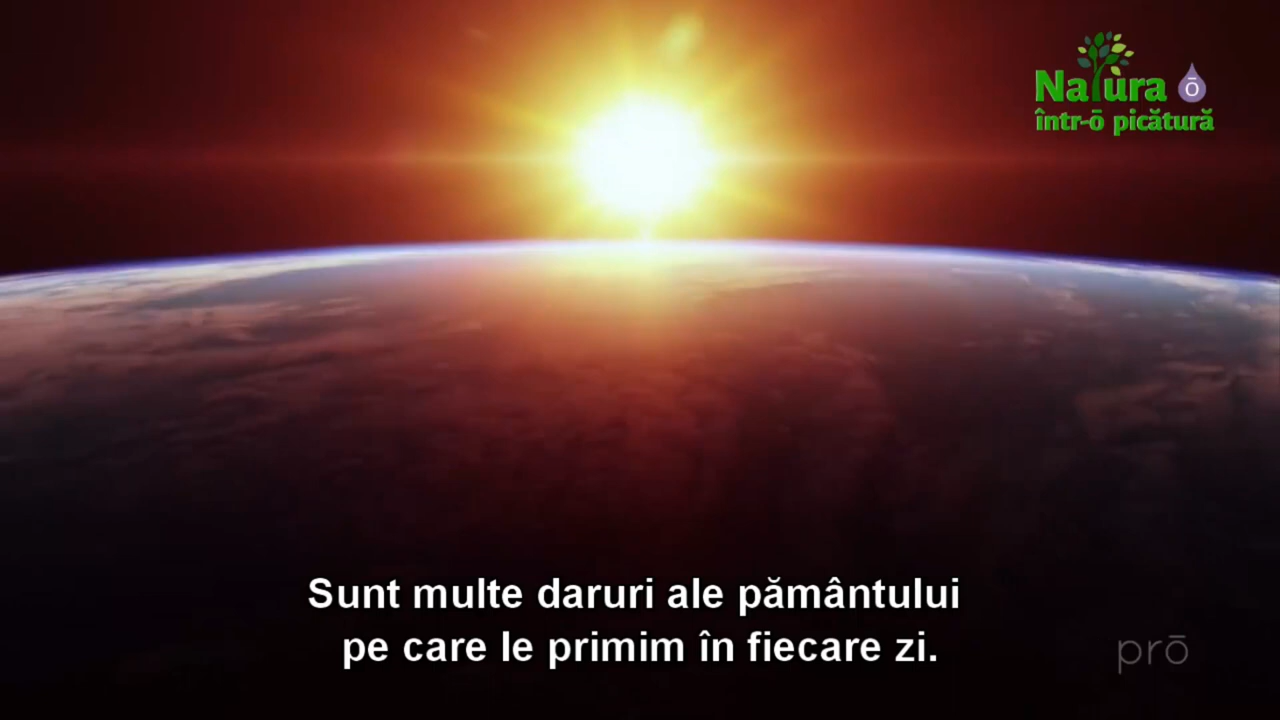 Natura ō
într-ō picătură
Sunt multe daruri ale pământului
pe care le primim în fiecare zi.
prō